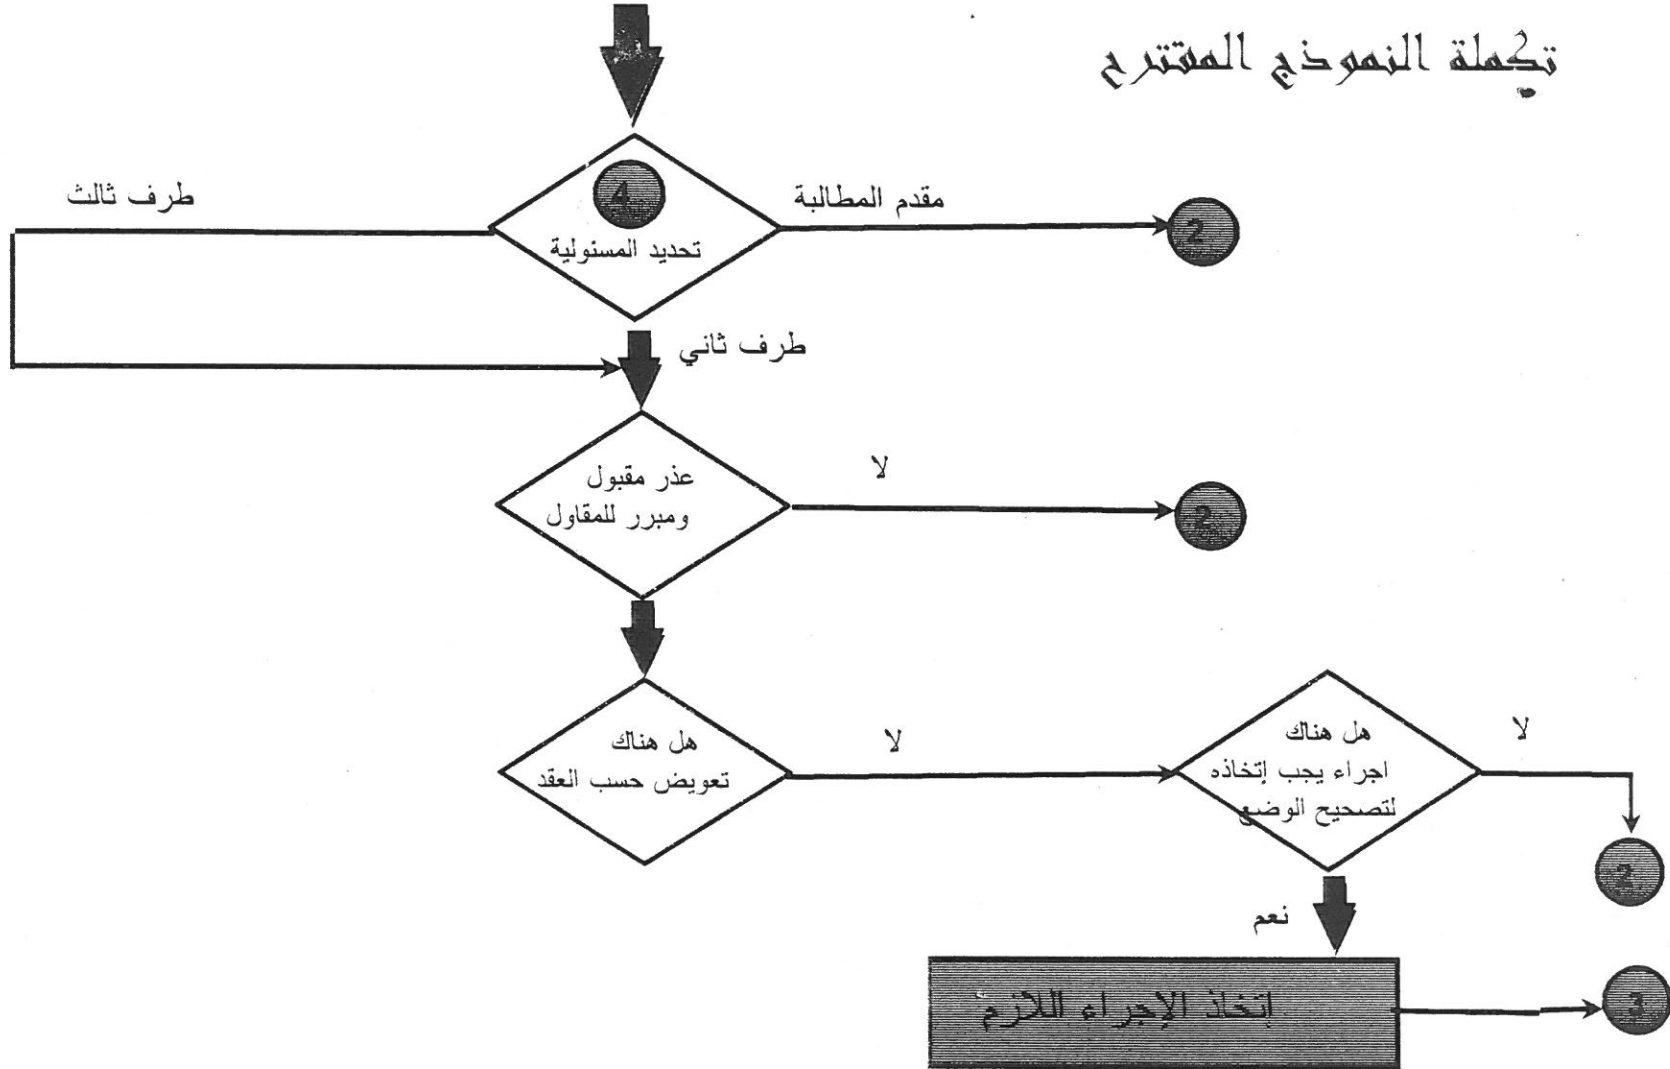 تكملة النموذج المقترح
4
تحديد المسئولية
مقدم المطالبة
2
طرف ثالث
طرف ثاني
عذر مقبول
ومبرر للمقاول
لا
2
هل هناك
تعويض حسب العقد
لا
هل هناك
اجراء يجب إتخاذه
لتصحيح الوضع
لا
2
نعم
إتخاذ الإجراء اللازم
3